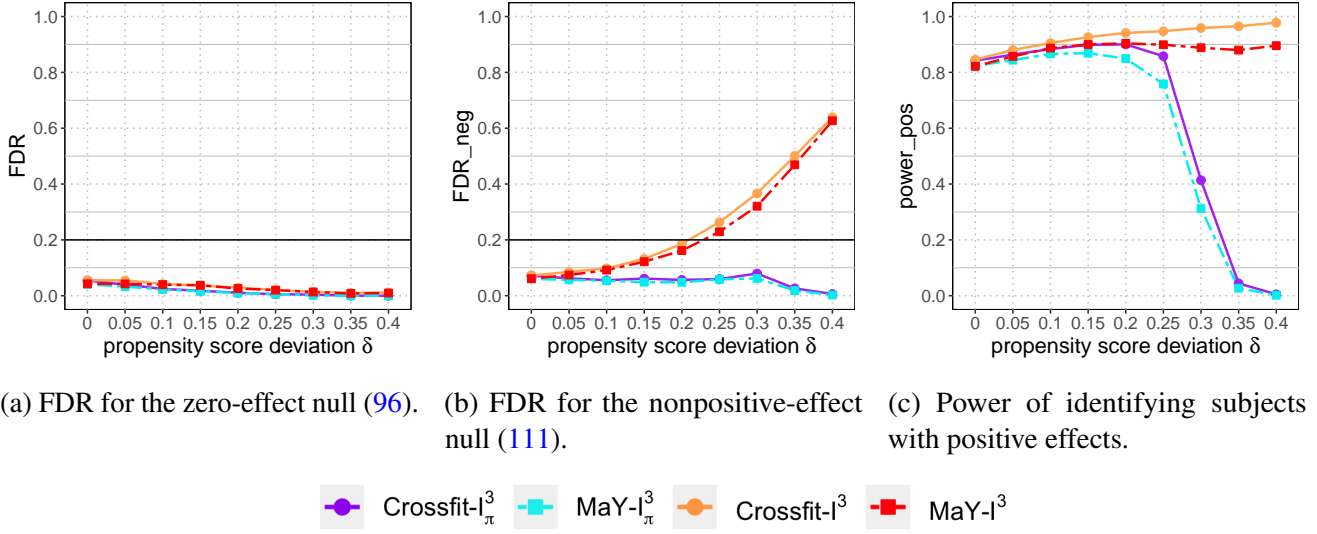 1.0
0.8
0.6
0.4
0.2
0.0
FDR
0 0.05 0.1 0.15 0.2 0.25 0.3 0.35 0.4
propensity score deviation δ
1.0
0.8
0.6
0.4
0.2
0.0
FDR_neg
0 0.05 0.1 0.15 0.2 0.25 0.3 0.35 0.4
propensity score deviation δ
1.0
0.8
0.6
0.4
0.2
0.0
power_pos
0 0.05 0.1 0.15 0.2 0.25 0.3 0.35 0.4
propensity score deviation δ
(a) FDR for the zero-effect null (96).
(b) FDR for the nonpositive-effect
null (111).
(c) Power of identifying subjects
with positive effects.
Crossfit-I³π MaY-I³π Crossfit-I³ MaY-I³